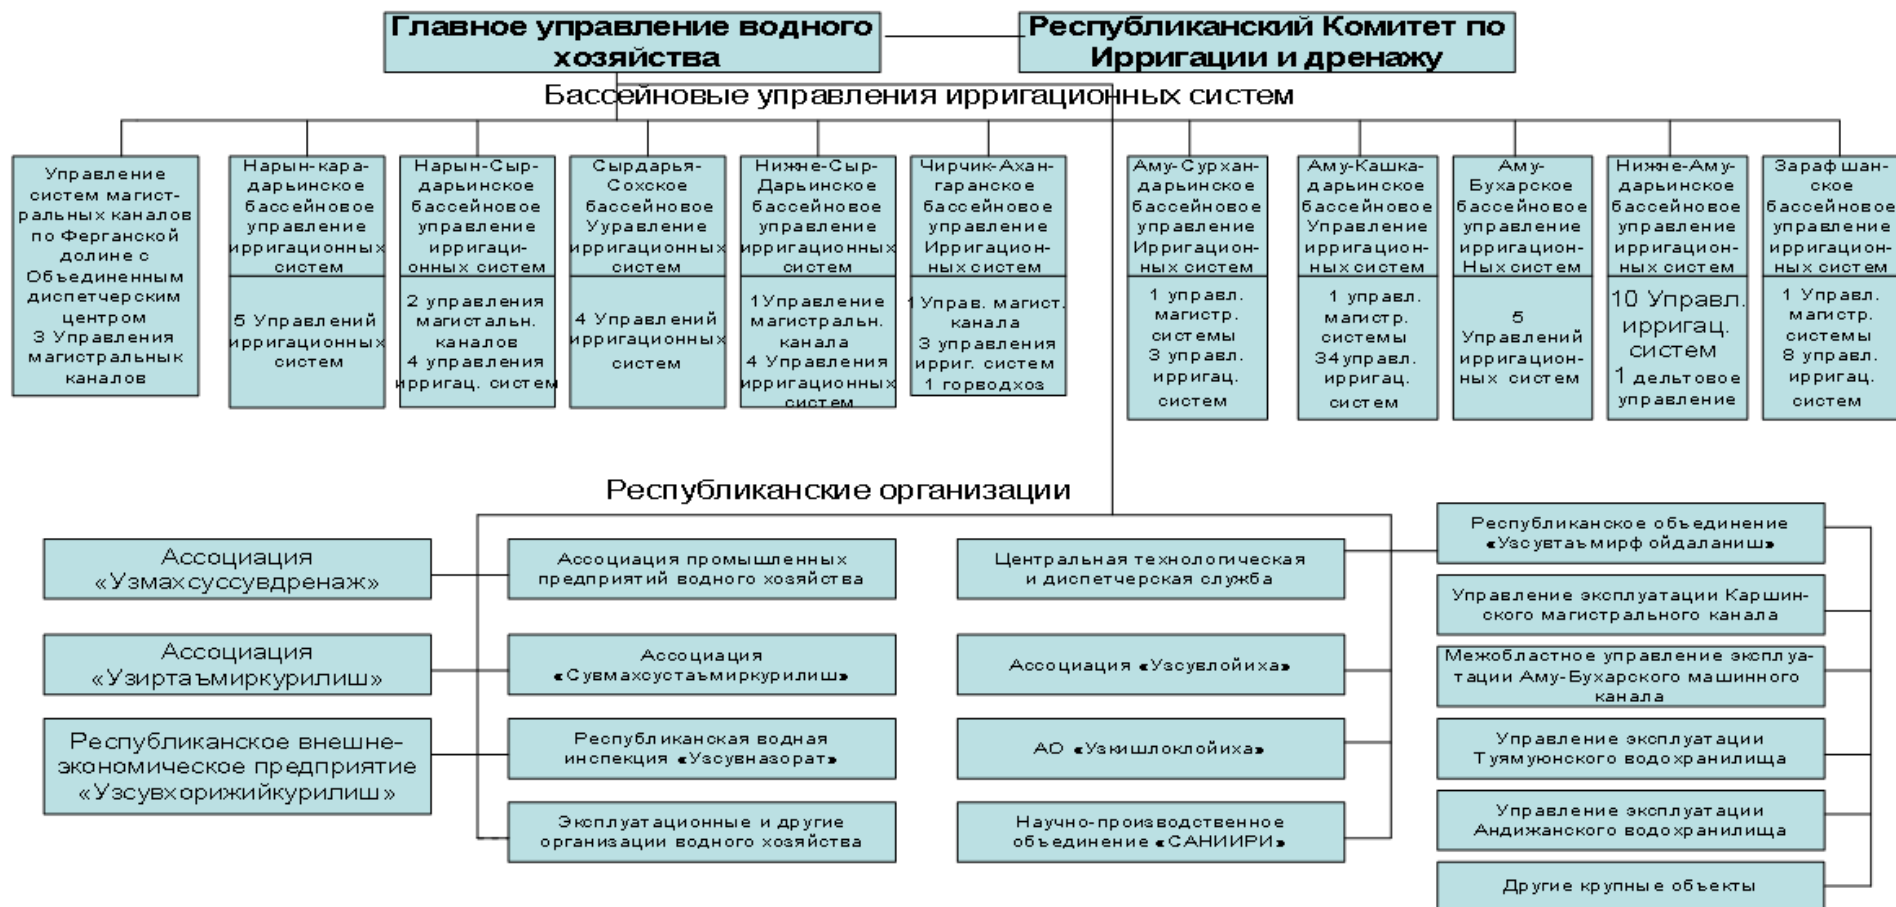 Главное управление водного
хозяйства
Республиканский Комитет по
Ирригации и дренажу
Бассейновые управления ирригационных систем
Управление
систем магист-
ральных каналов
по Ферганской
долине с
Объединенным
диспетчерским
центром
3 Управления
магистральнык
каналов
Нарын-кара-
дарьинское
бассейновое
управление
ирригационных
систем
5 Управлений
ирригационных
систем
Нарын-Сыр-
дарьинское
бассейновое
управление
ирригаци-
онных систем
2 управления
магистальн.
каналов
4 управления
ирригац. систем
Сырдарья-
Сохское
бассейновое
Ууравление
ирригационных
систем
4 Управлений
ирригационных
систем
Нижне-Сыр-
Дарьинское
бассейновое
управление
ирригационных
систем
1Управление
магистральн.
канала
4 Управления
ирригационных
систем
Чирчик-Ахан-
гаранское
бассейновое
управление
Ирригацион-
ных систем
1 Управ. магист.
канала
3 управления
ирриг. систем
1 горводхоз
Аму-Сурхан-
дарьинское
бассейновое
управление
Ирригацион-
ных систем
1 управл.
магистр.
системы
3 управл.
ирригац.
систем
Аму-Кашка-
дарьинское
бассейновое
Управление
ирригацион-
ных систем
1 управл.
магистр.
системы
34управл.
ирригац.
систем
Аму-
Бухарское
бассейновое
управление
ирригацион-
Ных систем
5
Управлений
ирригацион-
ных систем
Нижне-Аму-
дарьинское
бассейновое
управление
ирригацион-
ных систем
10 Управл.
ирригац.
систем
1 дельтовое
управление
Зарафшан-
ское
бассейновое
управление
ирригацион-
ных систем
1 Управл.
магистр.
системы
8 управл.
ирригац.
систем
Республиканские организации
Ассоциация
«Узмахсуссувдренаж»
Ассоциация
«Узиртаъмиркурилиш»
Республиканское внешне-
экономическое предприятие
«Узсувхорижийкурилиш»
Ассоциация промышленных
предприятий водного хозяйства
Ассоциация
«Сувмахсустаъмиркурилиш»
Республиканская водная
инспекция «Узсувназорат»
Эксплуатационные и другие
организации водного хозяйства
Центральная технологическая
и диспетчерская служба
Ассоциация «Узсувлойиха»
АО «Узкишлоклойиха»
Научно-производственное
объединение «САНИИРИ»
Республиканское объединение
«Узсувтаъмирфойдаланиш»
Управление эксплуатации Каршин-
ского магистрального канала
Межобластное управление эксплуа-
тации Аму-Бухарского машинного
канала
Управление эксплуатации
Туямуюнского водохранилища
Управление эксплуатации
Андижанского водохранилища
Другие крупные объекты